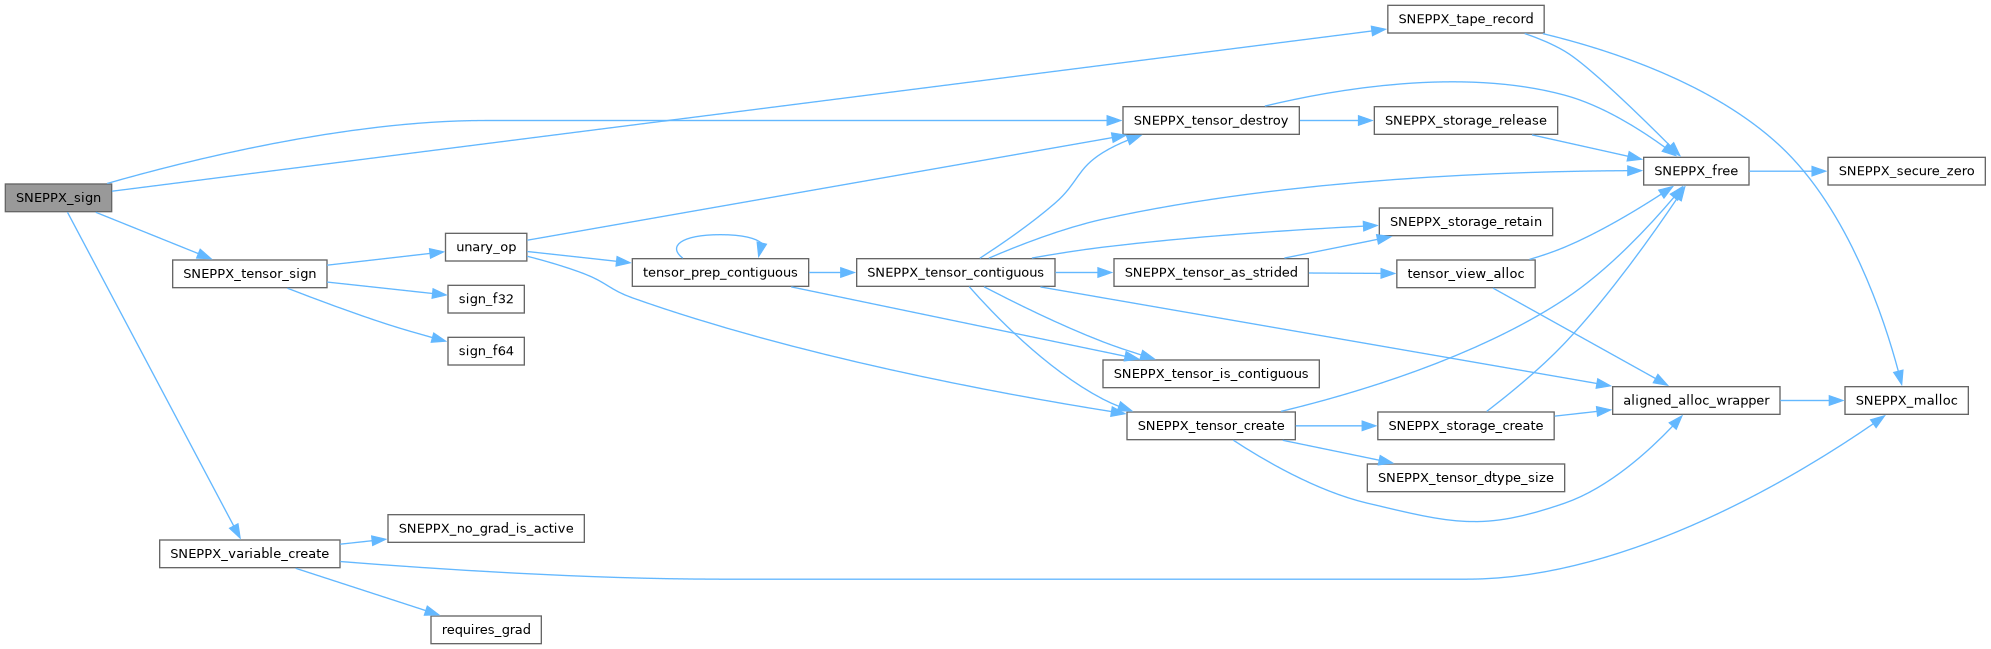 SNEPPX_sign
SNEPPX_tape_record
SNEPPX_tensor_destroy
SNEPPX_storage_release
SNEPPX_free
SNEPPX_secure_zero
SNEPPX_storage_retain
unary_op
SNEPPX_tensor_sign
tensor_prep_contiguous
SNEPPX_tensor_contiguous
SNEPPX_tensor_as_strided
tensor_view_alloc
sign_f32
sign_f64
SNEPPX_tensor_is_contiguous
aligned_alloc_wrapper
SNEPPX_malloc
SNEPPX_tensor_create
SNEPPX_storage_create
SNEPPX_tensor_dtype_size
SNEPPX_no_grad_is_active
SNEPPX_variable_create
requires_grad